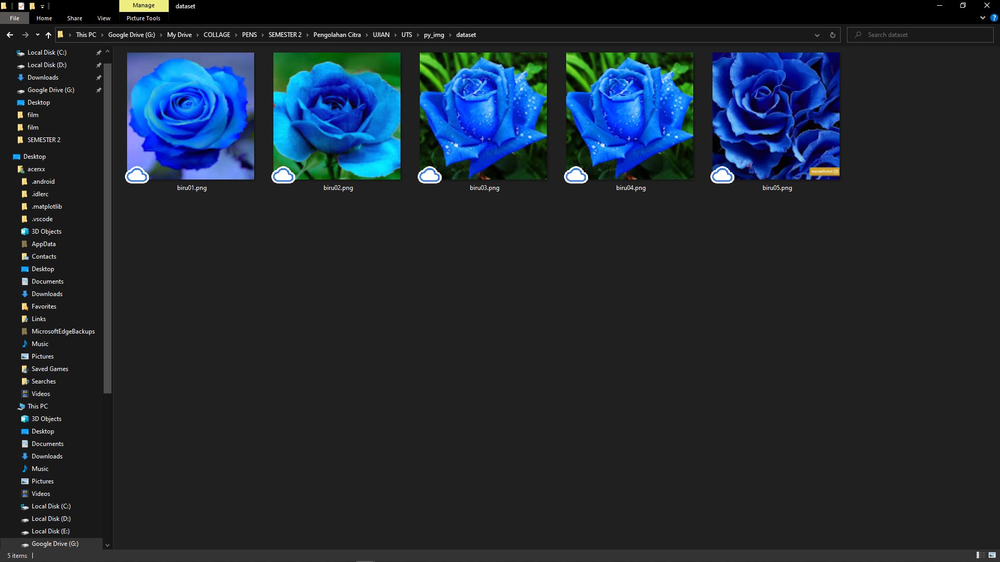 Manage
dataset
File
Home
Share
View
Picture Tools
This PC
Google Drive (G:)
My Drive
COLLAGE
PENS
SEMESTER 2
Pengolahan Citra
UJIAN
UTS
py_img
dataset
Search dataset
Local Disk (C:)
Local Disk (D:)
Downloads
Google Drive (G:)
Desktop
film
film
SEMESTER 2
Desktop
acerxx
.android
.idlerc
.matplotlib
.vscode
3D Objects
AppData
Contacts
Desktop
Documents
Downloads
Favorites
Links
MicrosoftEdgeBackups
Music
Pictures
Saved Games
Searches
Videos
This PC
3D Objects
Desktop
Documents
Downloads
Music
Pictures
Videos
Local Disk (C:)
Local Disk (D:)
Local Disk (E:)
Google Drive (G:)
biru01.png
biru02.png
biru03.png
biru04.png
biru05.png
5 items